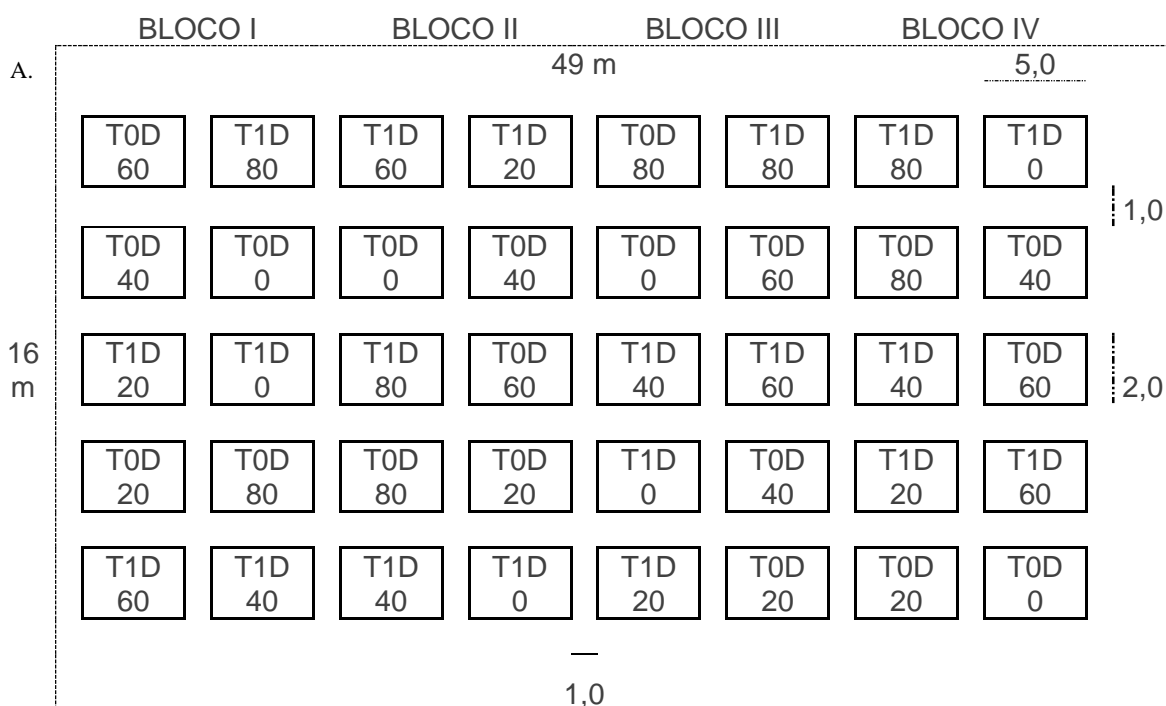 BLOCO I BLOCO II BLOCO III BLOCO IV
A. 49 m 5,0
T0D T1D T1D T1D T0D T1D T1D T1D
60 80 60 20 80 80 80 0
1,0
T0D T0D T0D T0D T0D T0D T0D T0D
40 0 0 40 0 60 80 40
16
m
T1D T1D T1D T0D T1D T1D T1D T0D
20 0 80 60 40 60 40 60
2,0
T0D T0D T0D T0D T1D T0D T1D T1D
20 80 80 20 0 40 20 60
T1D T1D T1D T1D T1D T0D T0D T0D
60 40 40 0 20 20 20 0
1,0